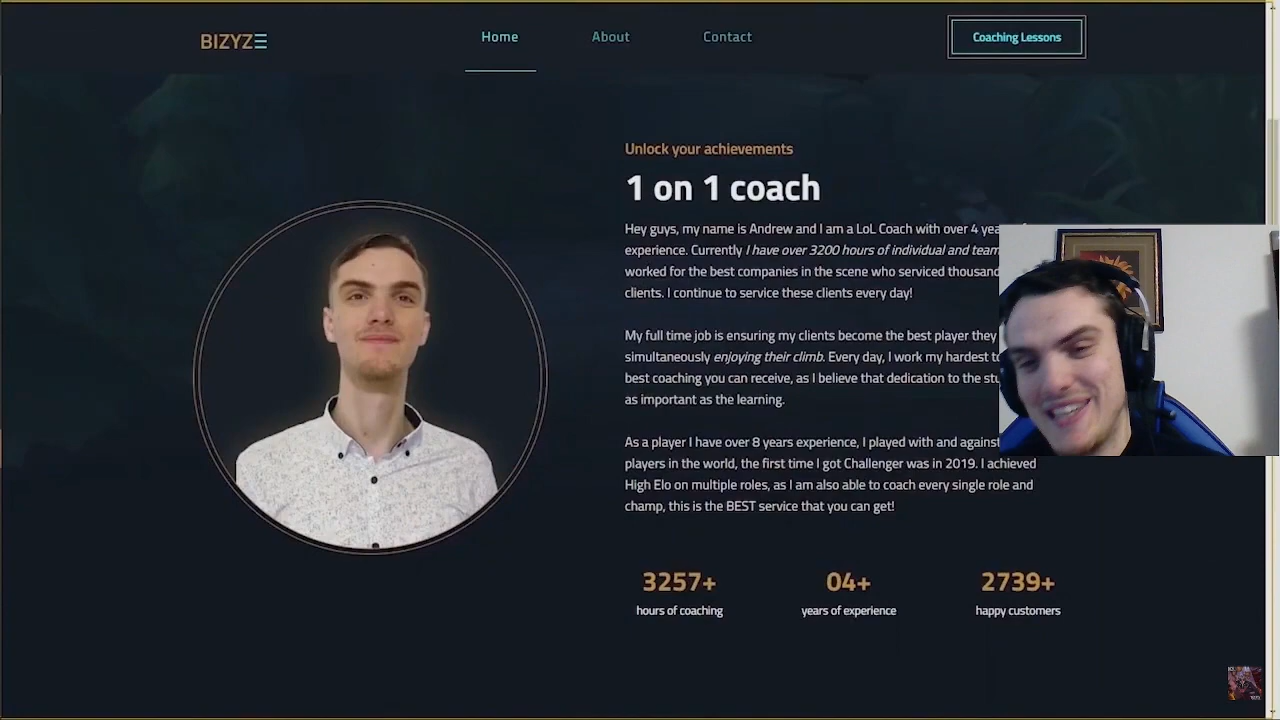 BIZYZΞ
Home
About
Contact
Coaching Lessons
Unlock your achievements
1 on 1 coach
Hey guys, my name is Andrew and I am a LoL Coach with over 4
experience. Currently I have over 3200 hours of individual and team
worked for the best companies in the scene who serviced
clients. I continue to service these clients every day!
My full time job is ensuring my clients become the best player they
simultaneously enjoying their climb. Every day, I work my hardest
best coaching you can receive, as I believe that dedication to the
as important as the learning.
As a player I have over 8 years experience, I played with and against
players in the world, the first time I got Challenger was in 2019. I achieved
High Elo on multiple roles, as I am also able to coach every single role and
champ, this is the BEST service that you can get!
3257+
hours of coaching
04+
years of experience
2739+
happy customers